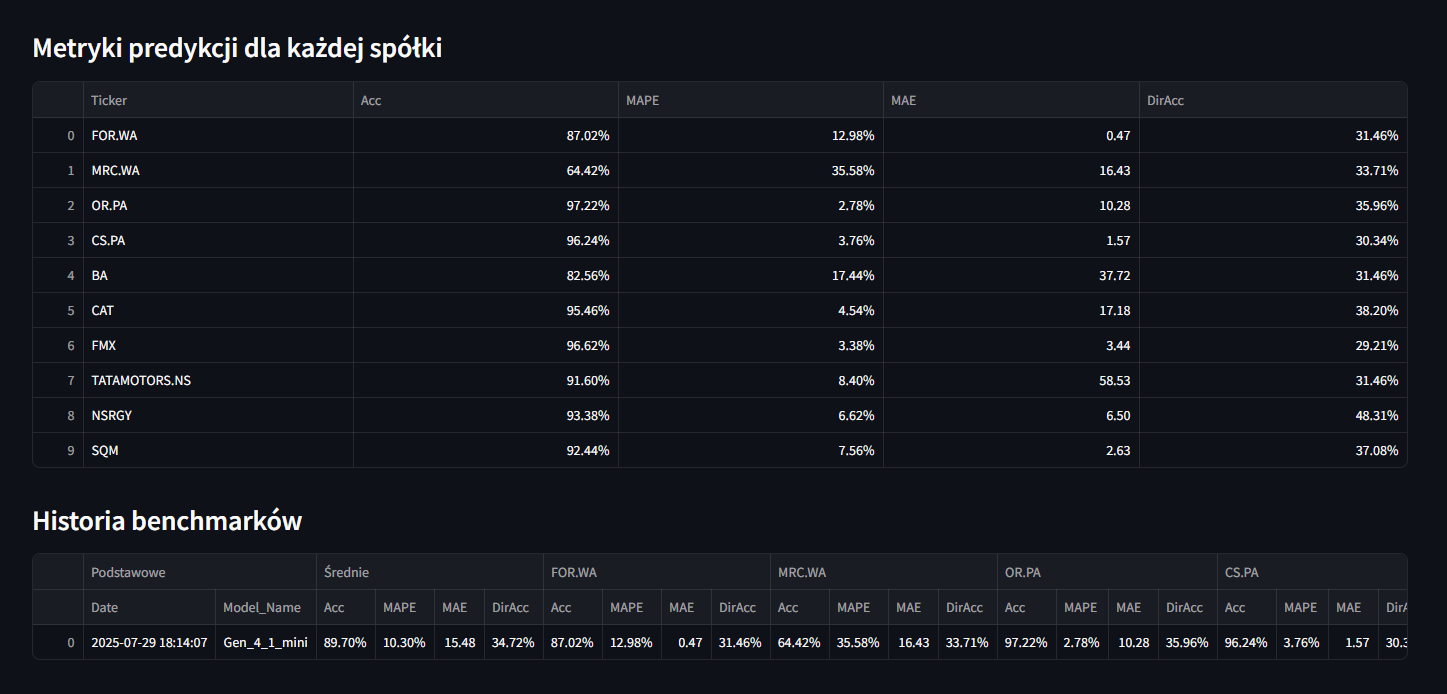 Metryki predykcji dla każdej spółki
Ticker Acc MAPE MAE DirAcc
0 FOR.WA 87.02% 12.98% 0.47 31.46%
1 MRC.WA 64.42% 35.58% 16.43 33.71%
2 OR.PA 97.22% 2.78% 10.28 35.96%
3 CS.PA 96.24% 3.76% 1.57 30.34%
4 BA 82.56% 17.44% 37.72 31.46%
5 CAT 95.46% 4.54% 17.18 38.20%
6 FMX 96.62% 3.38% 3.44 29.21%
7 TATAMOTORS.NS 91.60% 8.40% 58.53 31.46%
8 NSRGY 93.38% 6.62% 6.50 48.31%
9 SQM 92.44% 7.56% 2.63 37.08%
Historia benchmarków
Podstawowe Średnie FOR.WA MRC.WA OR.PA CS.PA
Date Model_Name Acc MAPE MAE DirAcc Acc MAPE MAE DirAcc Acc MAPE MAE DirAcc Acc MAPE MAE DirAcc Acc MAPE MAE
0 2025-07-29 18:14:07 Gen_4_1_mini 89.70% 10.30% 15.48 34.72% 87.02% 12.98% 0.47 31.46% 64.42% 35.58% 16.43 33.71% 97.22% 2.78% 10.28 35.96% 96.24% 3.76% 1.57